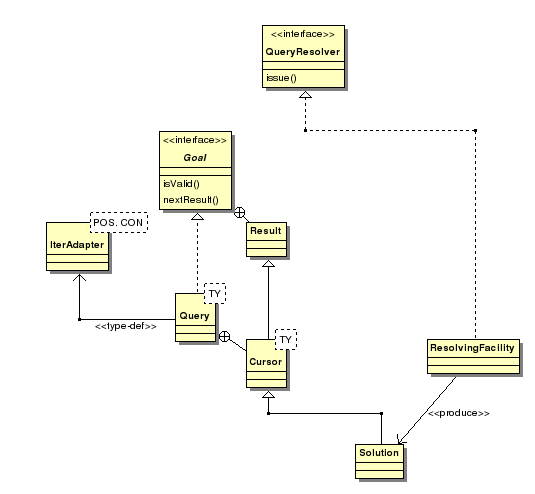 <<interface>>
QueryResolver
issue()
<<interface>>
Goal
isValid()
nextResult()
POS. CON
IterAdapter
Result
TY
Query
<<type-def>>
TY
Cursor
ResolvingFacility
<<produce>>
Solution